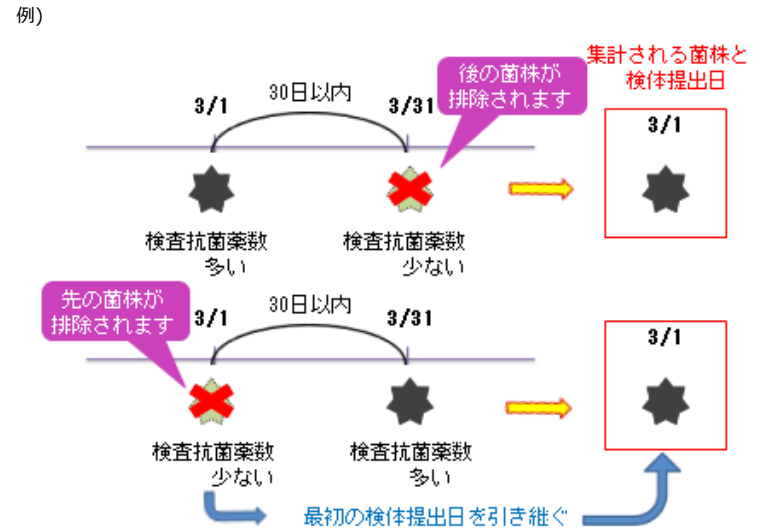 例)
集計される菌株と
検体提出日
後の菌株が
排除されます
3/1
30日以内
3/31
3/1
検査抗菌薬数
多い
検査抗菌薬数
少ない
先の菌株が
排除されます
3/1
30日以内
3/31
3/1
検査抗菌薬数
少ない
検査抗菌薬数
多い
最初の検体提出日を引き継ぐ